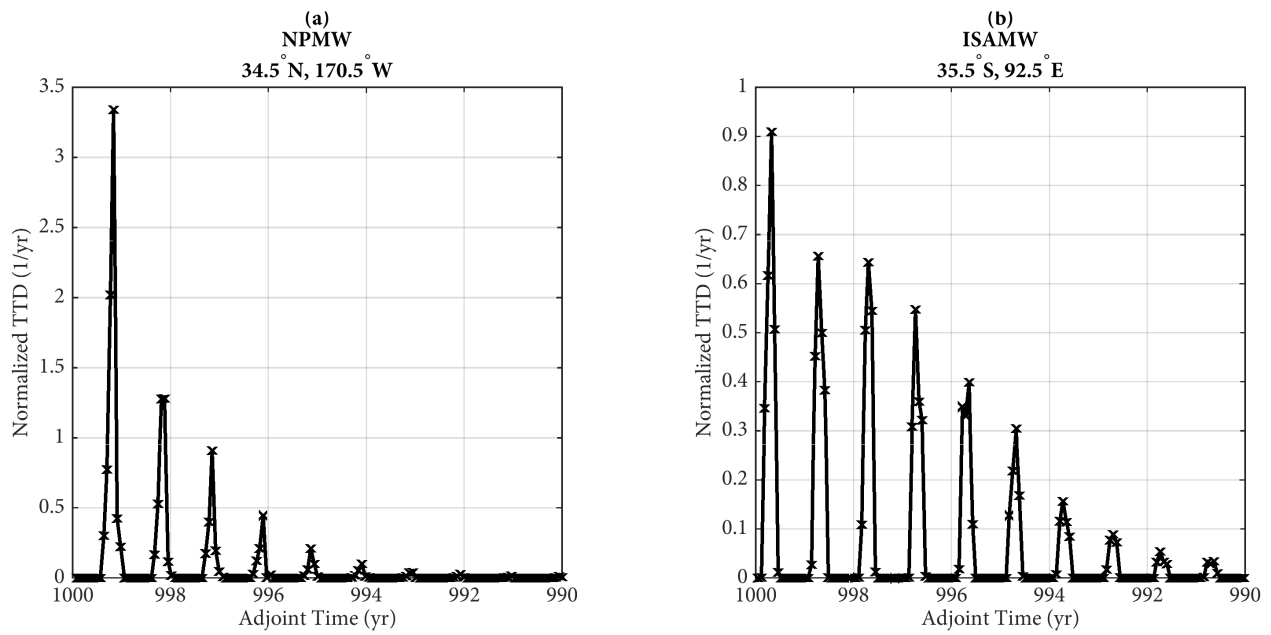 (a)
NPMW
34.5°N, 170.5°W
3.5
3
2.5
2
1.5
1
0.5
0
Normalized TTD (1/yr)
1000 998 996 994 992 990
Adjoint Time (yr)
(b)
ISAMW
35.5°S, 92.5°E
1
0.9
0.8
0.7
0.6
0.5
0.4
0.3
0.2
0.1
0
Normalized TTD (1/yr)
1000 998 996 994 992 990
Adjoint Time (yr)